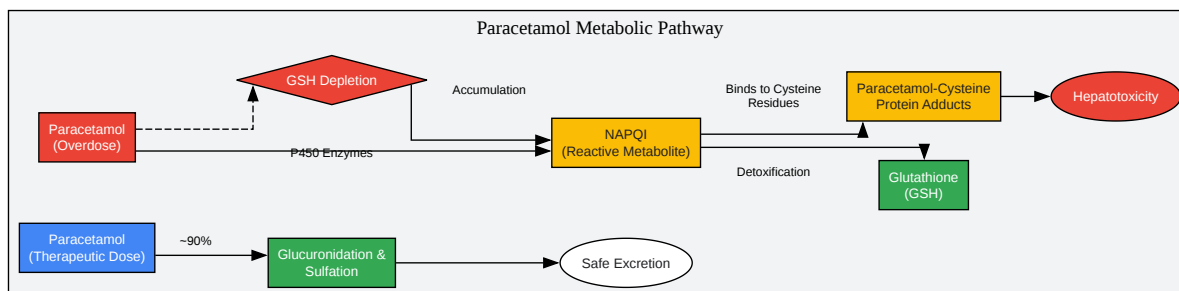 Paracetamol Metabolic Pathway
GSH Depletion
Accumulation
Binds to Cysteine
Residues
Paracetamol-Cysteine
Protein Adducts
Hepatotoxicity
Paracetamol
(Overdose)
P450 Enzymes
NAPQI
(Reactive Metabolite)
Detoxification
Glutathione
(GSH)
Paracetamol
(Therapeutic Dose)
~90%
Glucuronidation &
Sulfation
Safe Excretion